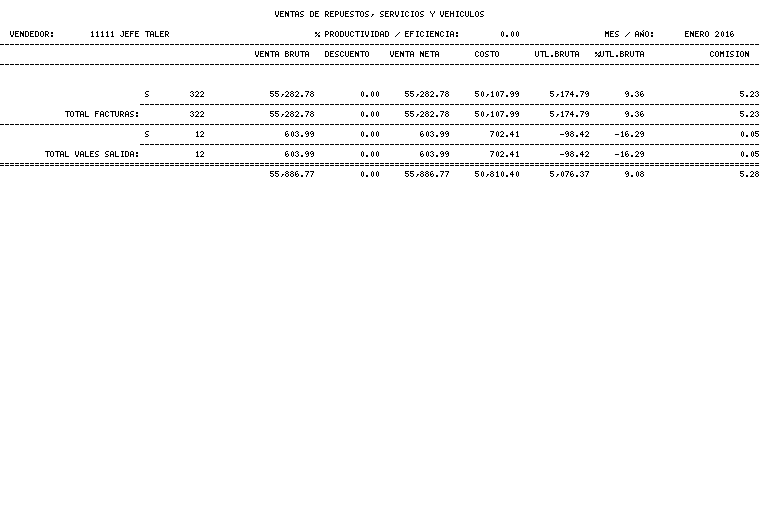 VENTAS DE REPUESTOS, SERVICIOS Y VEHICULOS
VENDEDOR: 11111 JEFE TALER % PRODUCTIVIDAD / EFICIENCIA: 0.00 MES / AÑO: ENERO 2016
VENTA BRUTA DESCUENTO VENTA NETA COSTO UTL.BRUTA %UTL.BRUTA COMISION
S 322 55,282.78 0.00 55,282.78 50,107.99 5,174.79 9.36 5.23
TOTAL FACTURAS: 322 55,282.78 0.00 55,282.78 50,107.99 5,174.79 9.36 5.23
S 12 603.99 0.00 603.99 702.41 -98.42 -16.29 0.05
TOTAL VALES SALIDA: 12 603.99 0.00 603.99 702.41 -98.42 -16.29 0.05
55,886.77 0.00 55,886.77 50,810.40 5,076.37 9.08 5.28